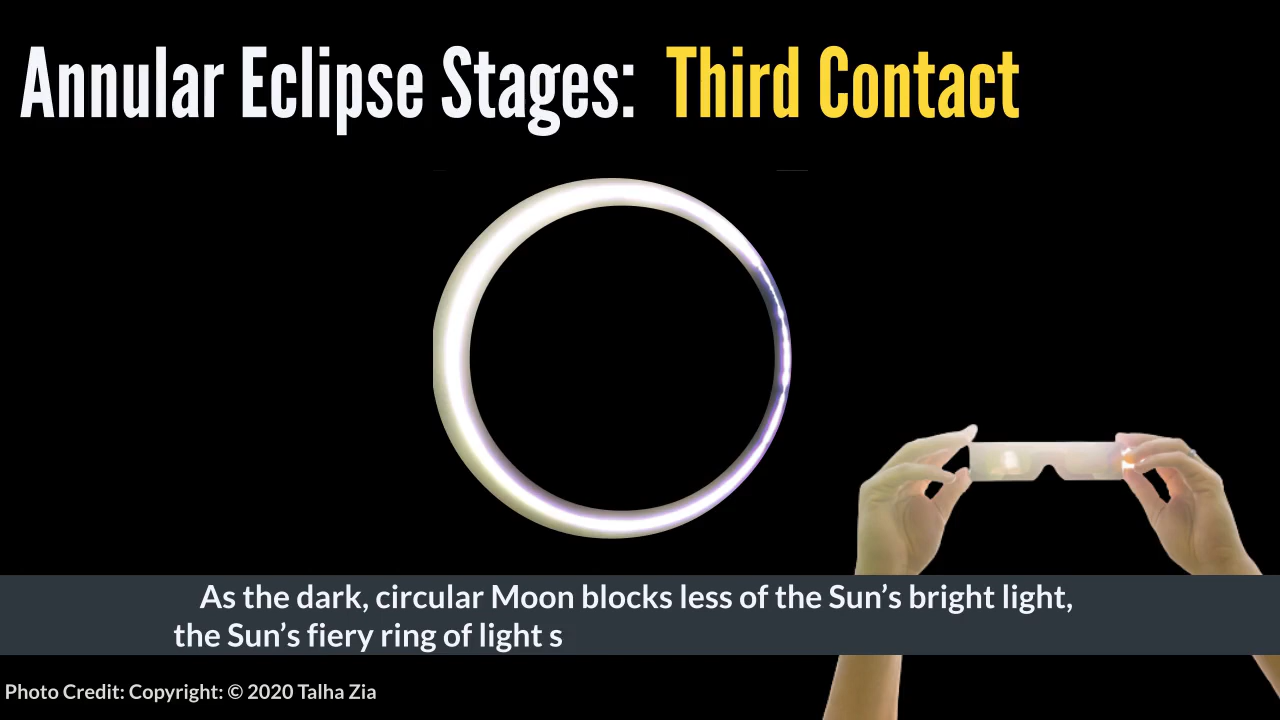 Annular Eclipse Stages: Third Contact
As the dark, circular Moon blocks less of the Sun’s bright light,
the Sun’s fiery ring of light s
Photo Credit: Copyright: © 2020 Talha Zia